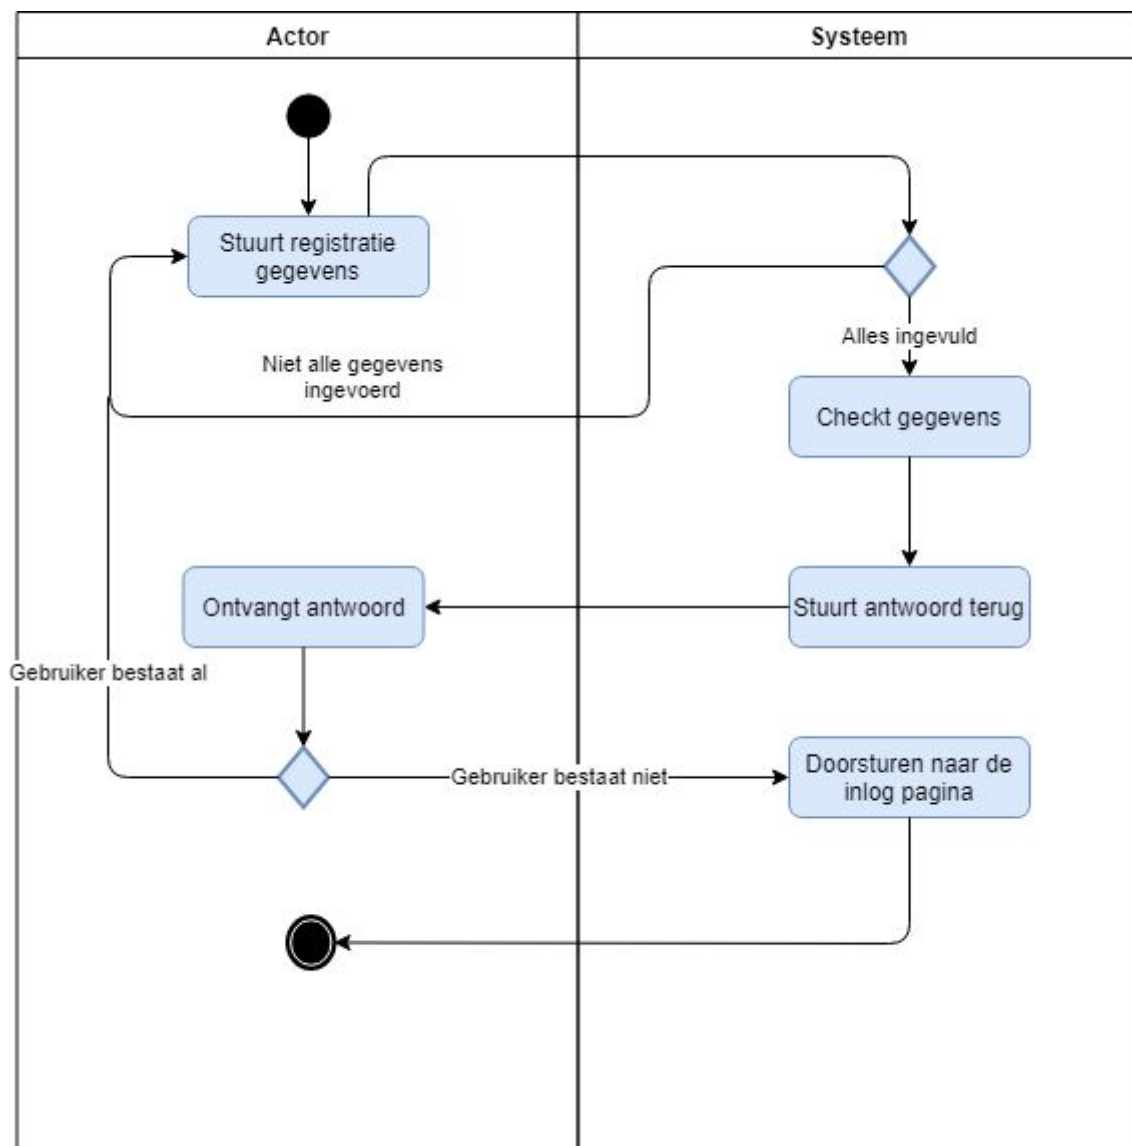 Actor
Systeem
Stuurt registratie
gegevens
Alles ingevuld
Niet alle gegevens
ingevoerd
Checkt gegevens
Ontvangt antwoord
Stuurt antwoord terug
Gebruiker bestaat al
Gebruiker bestaat niet
Doorsturen naar de
inlog pagina